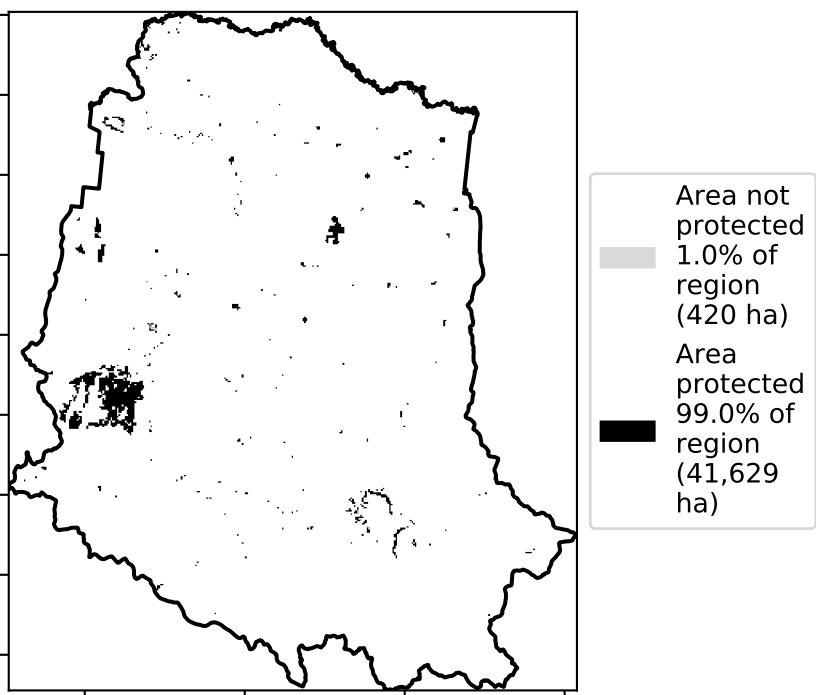 Area not
protected
1.0% of
region
(420 ha)
Area
protected
99.0% of
region
(41,629
ha)